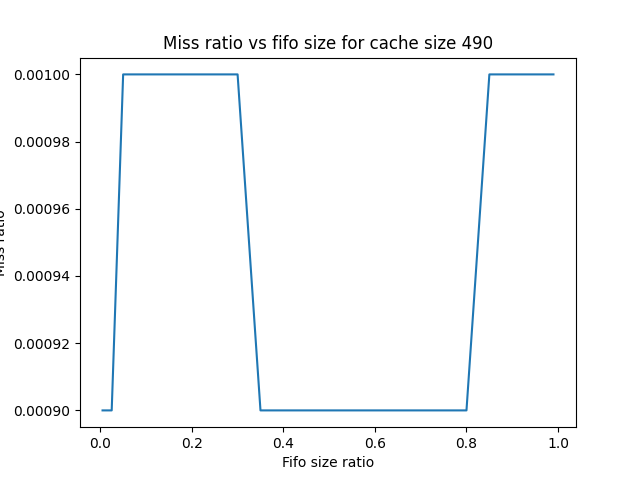 Miss ratio vs fifo size for cache size 490
Miss ratio
0.00100
0.00098
0.00096
0.00094
0.00092
0.00090
0.0 0.2 0.4 0.6 0.8 1.0
Fifo size ratio